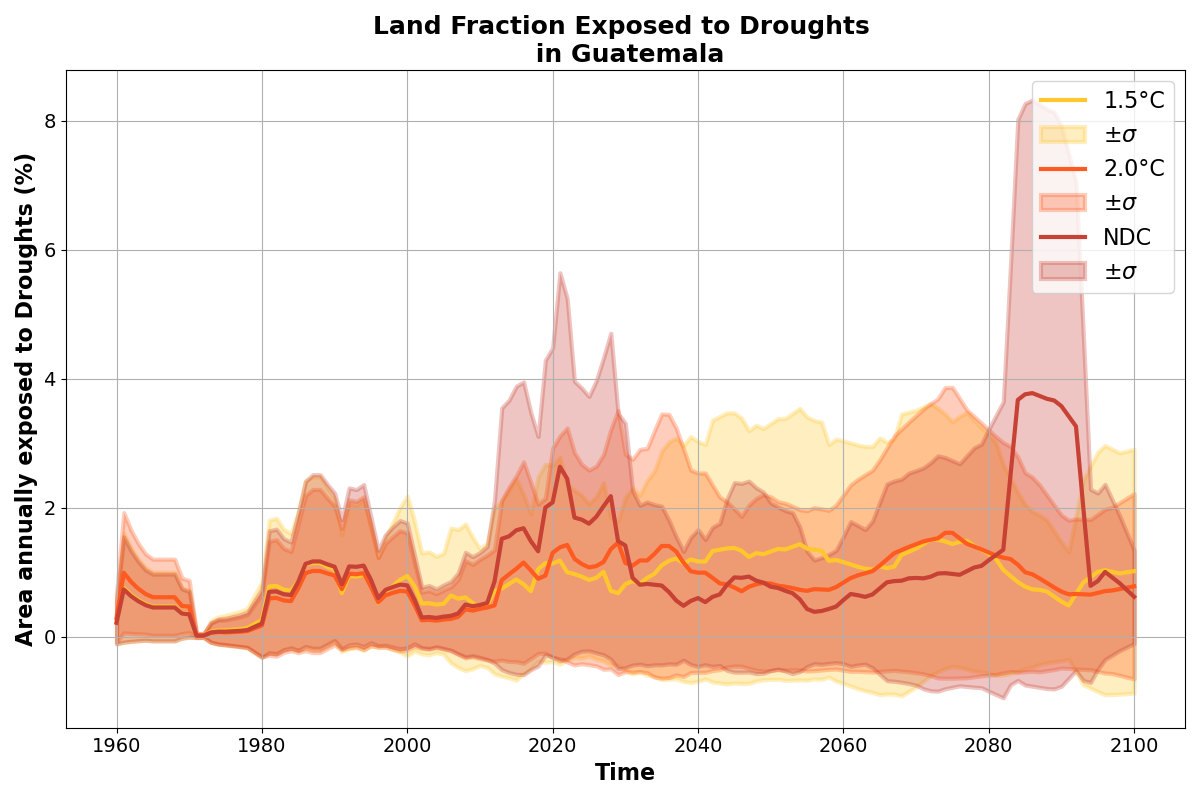 Land Fraction Exposed to Droughts
in Guatemala
Area annually exposed to Droughts (%)
8
6
4
2
0
1960 1980 2000 2020 2040 2060 2080 2100
Time
1.5°C
±σ
2.0°C
±σ
NDC
±σ